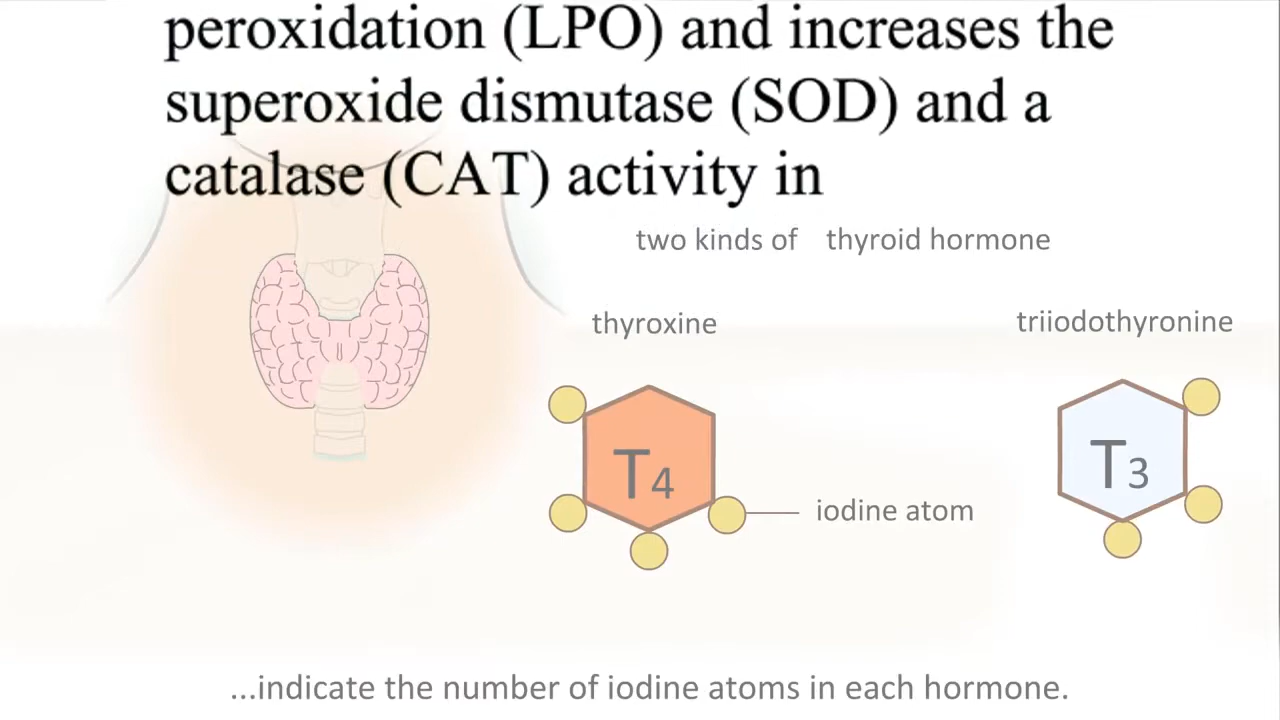 peroxidation (LPO) and increases the
superoxide dismutase (SOD) and a
catalase (CAT) activity in
two kinds of thyroid hormone
thyroxine
triiodothyronine
T4
T3
iodine atom
...indicate the number of iodine atoms in each hormone.